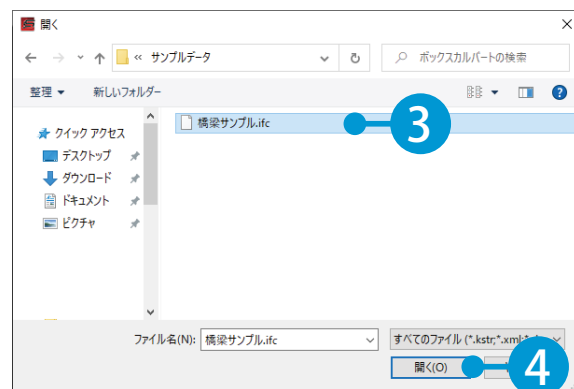 開く
« サンプルデータ
ボックスカルバートの検索
整理 新しいフォルダー
クイック アクセス
デスクトップ
ダウンロード
ドキュメント
ピクチャ
橋梁サンプル.ifc
3
ファイル名(N): 橋梁サンプル.ifc
すべてのファイル (*.kstr;*.xml;*
開く(O)
4